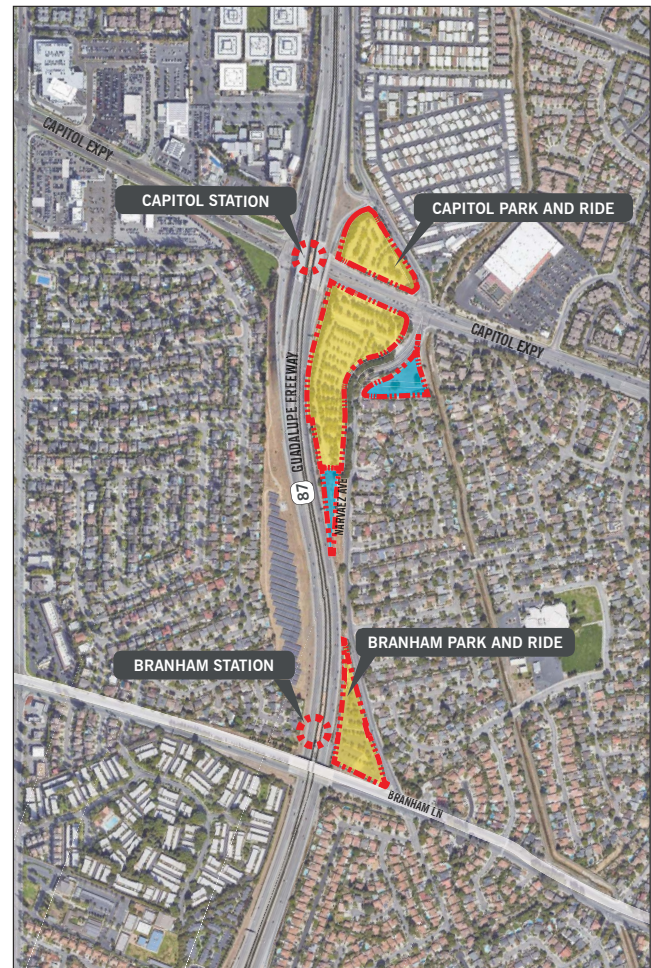 CAPITOL EXPY
CAPITOL STATION
CAPITOL PARK AND RIDE
CAPITOL EXPY
GUADALUPE FREEWAY
87
NARVAEZ AVE
BRANHAM PARK AND RIDE
BRANHAM STATION
BRANHAM LN